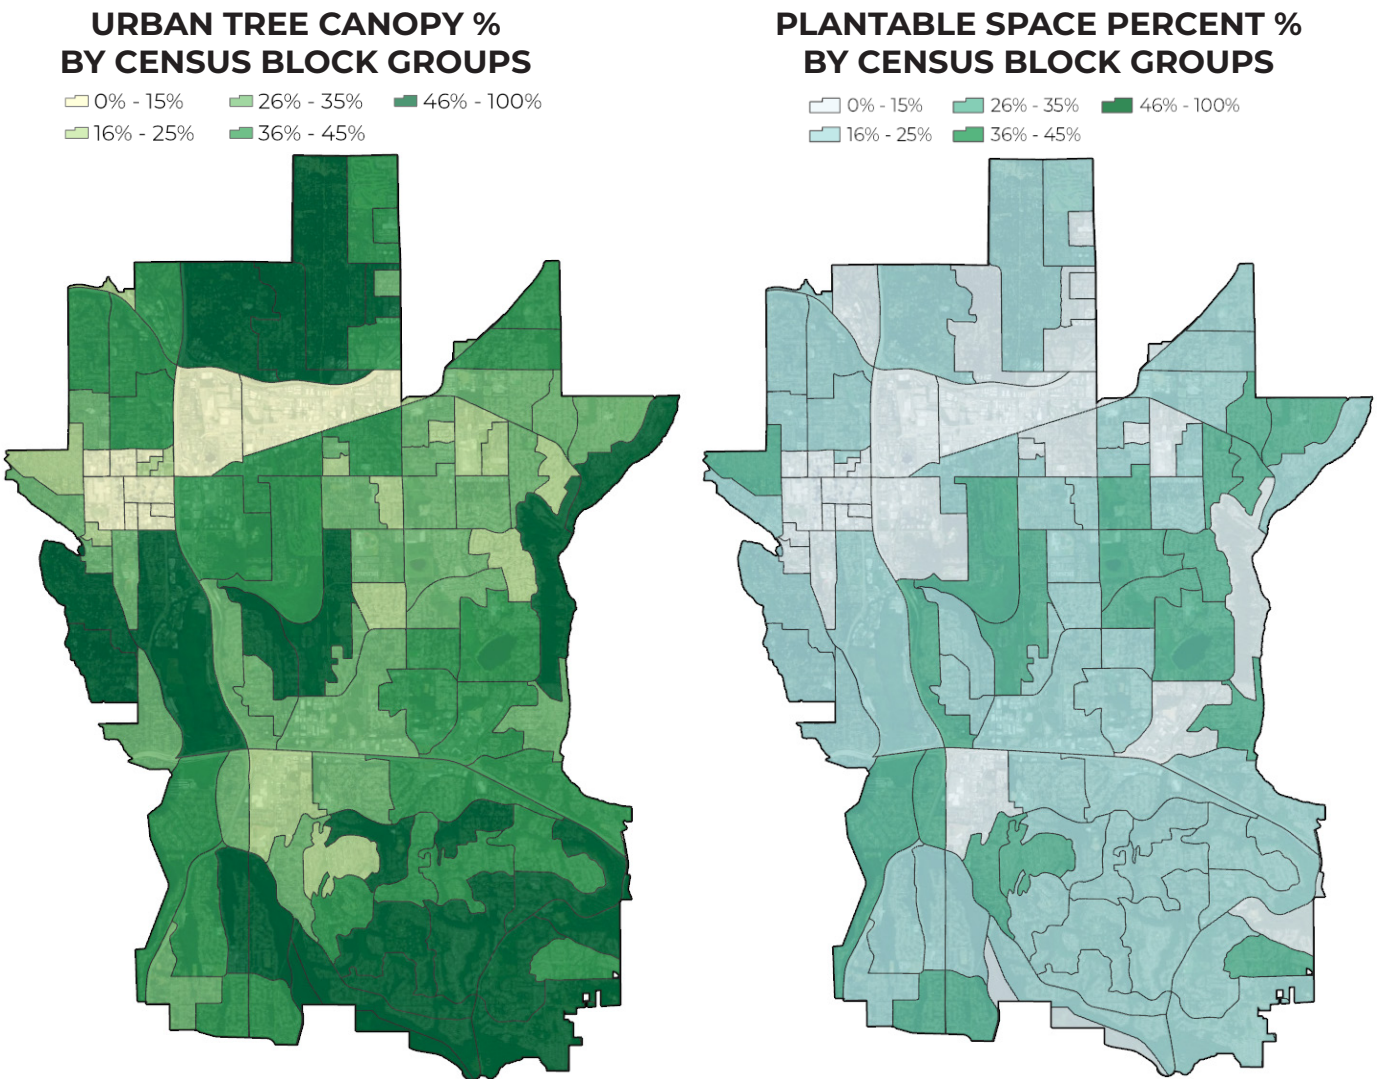 URBAN TREE CANOPY %
BY CENSUS BLOCK GROUPS
0% - 15%
26% - 35%
46% - 100%
16% - 25%
36% - 45%
PLANTABLE SPACE PERCENT %
BY CENSUS BLOCK GROUPS
0% - 15%
26% - 35%
46% - 100%
16% - 25%
36% - 45%